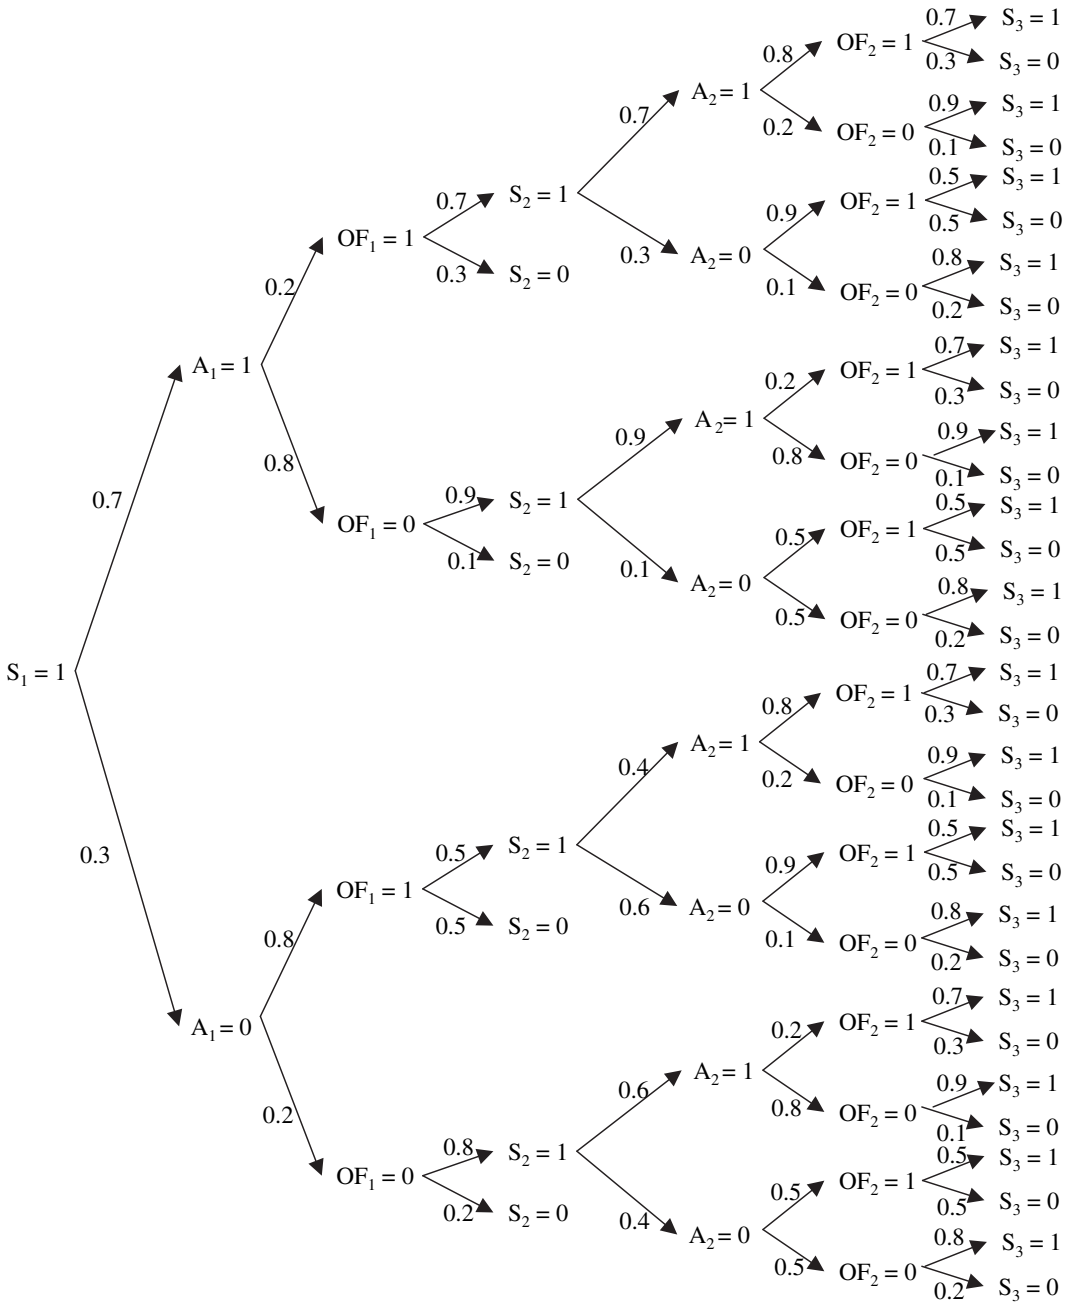 0.7 S₃ = 1
OF₂ = 1
0.8 0.3 S₃ = 0
A₂ = 1
0.9 S₃ = 1
0.7 0.2 OF₂ = 0
0.1 S₃ = 0
0.5 S₃ = 1
0.7 S₂ = 1 0.9 OF₂ = 1
0.5 S₃ = 0
OF₁ = 1
0.3 A₂ = 0 0.8 S₃ = 1
0.3 S₂ = 0
0.2 0.1 OF₂ = 0
0.2 S₃ = 0
0.7 S₃ = 1
A₁ = 1 0.2 OF₂ = 1
0.3 S₃ = 0
A₂ = 1
0.9 0.9 S₃ = 1
0.8 0.8 OF₂ = 0
0.1 S₃ = 0
0.7 0.9 S₂ = 1 0.5 S₃ = 1
OF₁ = 0 0.5 OF₂ = 1
0.5 S₃ = 0
0.1 S₂ = 0 0.1 A₂ = 0
0.8 S₃ = 1
0.5 OF₂ = 0
0.2 S₃ = 0
S₁ = 1 0.7 S₃ = 1
0.8 OF₂ = 1
0.3 S₃ = 0
A₂ = 1
0.4 0.9 S₃ = 1
0.2 OF₂ = 0
0.1 S₃ = 0
0.5 S₂ = 1 0.5 S₃ = 1
0.3 0.9 OF₂ = 1
0.5 S₃ = 0
OF₁ = 1
0.6 A₂ = 0 0.8 S₃ = 1
0.5 S₂ = 0
0.8 0.1 OF₂ = 0
0.2 S₃ = 0
0.7 S₃ = 1
A₁ = 0 0.2 OF₂ = 1
0.3 S₃ = 0
A₂ = 1
0.6 0.9 S₃ = 1
0.2 0.8 OF₂ = 0
0.1 S₃ = 0
0.8 S₂ = 1 0.5 S₃ = 1
OF₁ = 0 0.5 OF₂ = 1
0.5 S₃ = 0
0.2 S₂ = 0 0.4 A₂ = 0
0.8 S₃ = 1
0.5 OF₂ = 0
0.2 S₃ = 0